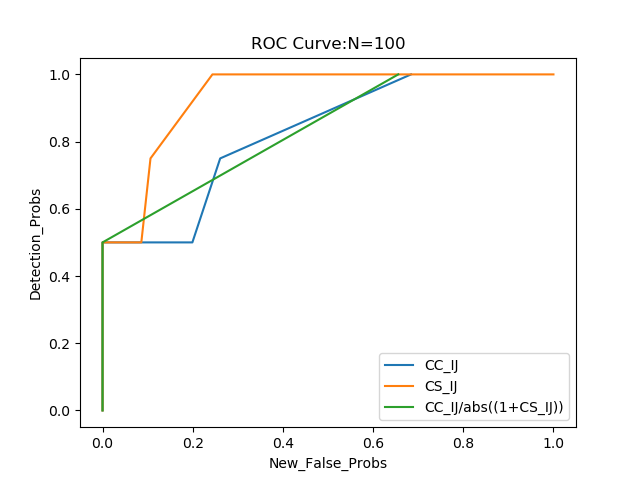 ROC Curve:N=100
1.0
0.8
0.6
0.4
0.2
0.0
Detection_Probs
0.0 0.2 0.4 0.6 0.8 1.0
New_False_Probs
CC_IJ
CS_IJ
CC_IJ/abs((1+CS_IJ))